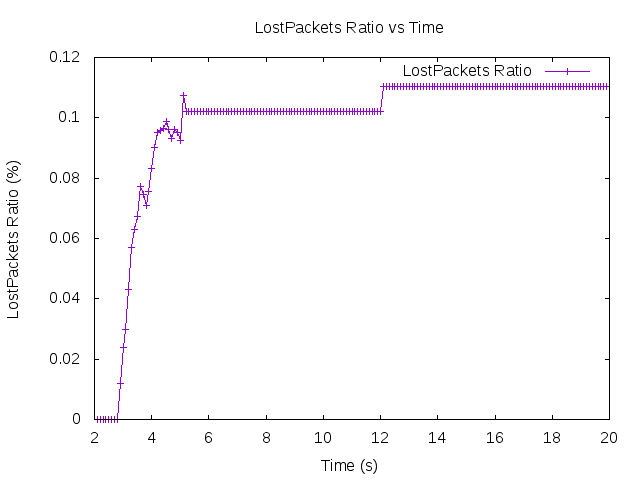 LostPackets Ratio vs Time
LostPackets Ratio
LostPackets Ratio (%)
0.12
0.1
0.08
0.06
0.04
0.02
0
2 4 6 8 10 12 14 16 18 20
Time (s)